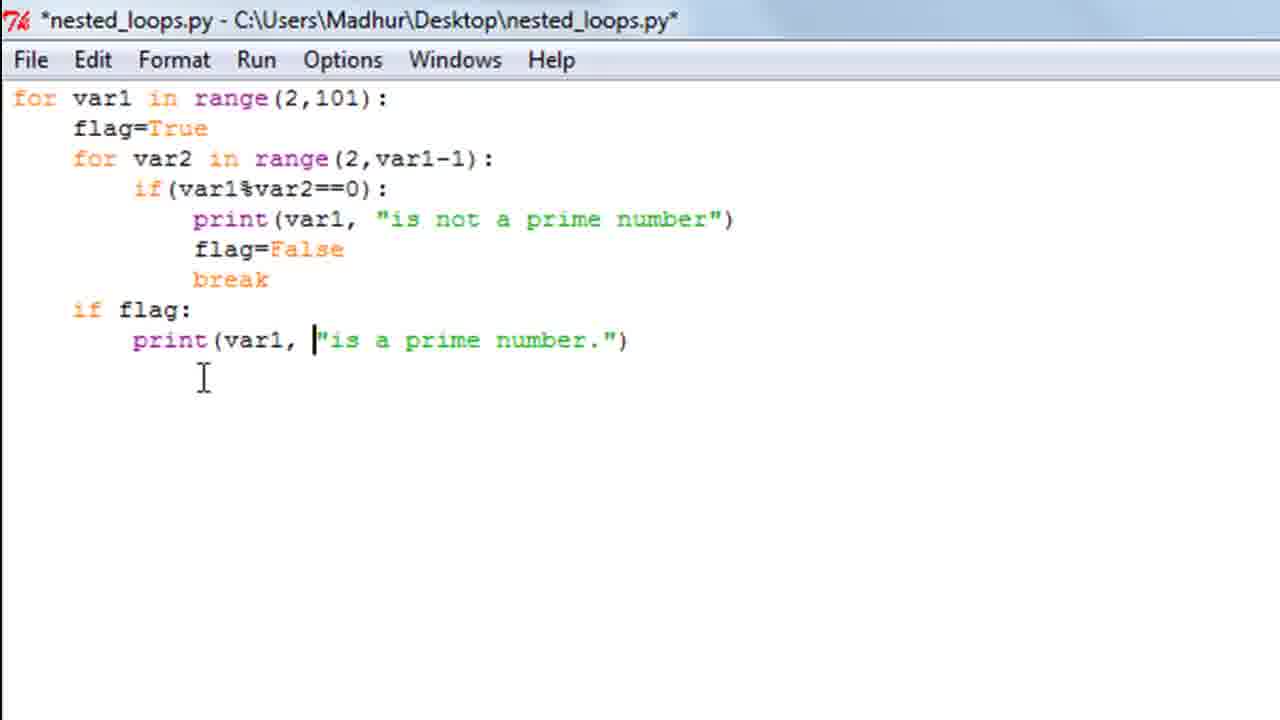 *nested_loops.py - C:\Users\Madhur\Desktop\nested_loops.py*
File Edit Format Run Options Windows Help
for var1 in range(2,101):
    flag=True
    for var2 in range(2,var1-1):
        if(var1%var2==0):
            print(var1, "is not a prime number")
            flag=False
            break
    if flag:
        print(var1, "is a prime number.")